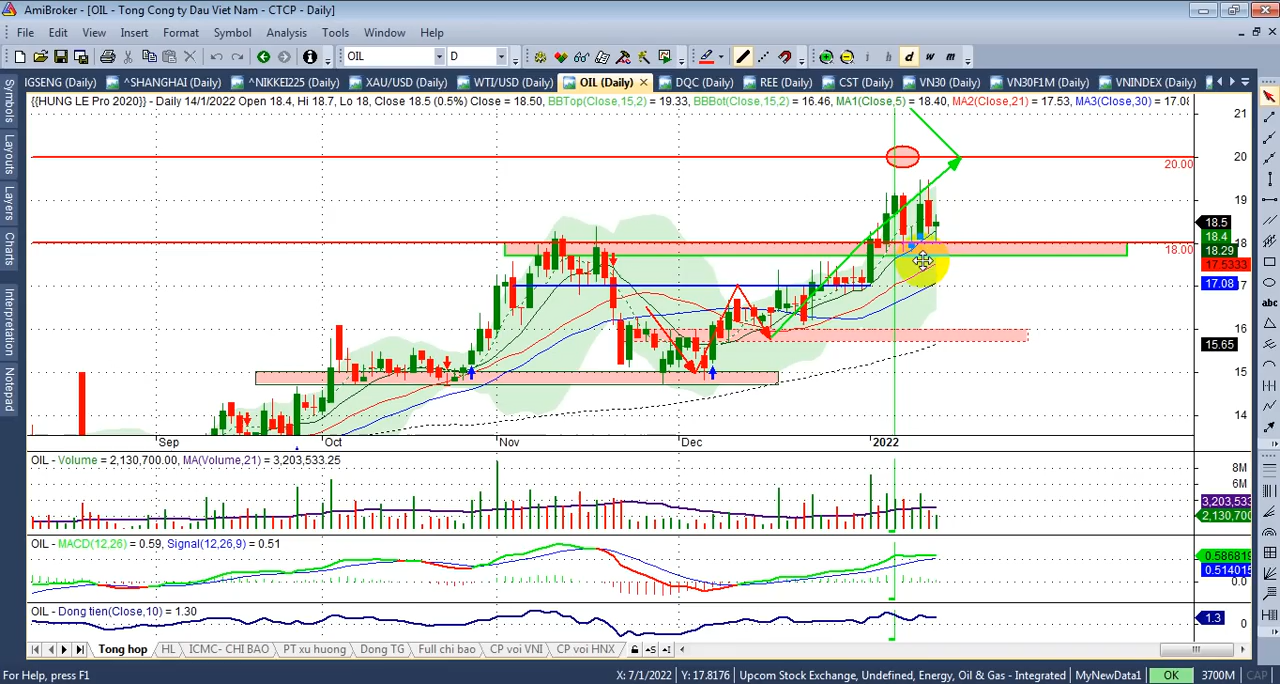 AmiBroker - [OIL - Tong Cong ty Dau Viet Nam - CTCP - Daily]
File Edit View Insert Format Symbol Analysis Tools Window Help
OIL D i h d w m
IGSENG (Daily) ^SHANGHAI (Daily) ^NIKKEI225 (Daily) XAU/USD (Daily) WTI/USD (Daily) OIL (Daily) DQC (Daily) REE (Daily) CST (Daily) VN30 (Daily) VN30F1M (Daily) VNINDEX (Daily)
{{HUNG LE Pro 2020}} - Daily 14/1/2022 Open 18.4, Hi 18.7, Lo 18, Close 18.5 (0.5%) Close = 18.50, BBTop(Close,15,2) = 19.33, BBBot(Close,15,2) = 16.46, MA1(Close,5) = 18.40, MA2(Close,21) = 17.53, MA3(Close,30) = 17.08
Symbols
Layouts
Charts
Interpretation
Notepad
abc
21
20
20.00
19
18.5
18.4
18
18.00
18.29
17.5333
17.08
7
16
15.65
15
14
Sep Oct Nov Dec 2022
OIL - Volume = 2,130,700.00, MA(Volume,21) = 3,203,533.25
8M
6M
3,203,533
2,130,700
OIL - MACD(12,26) = 0.59, Signal(12,26,9) = 0.51
0.586819
0.514015
0.0
OIL - Dong tien(Close,10) = 1.30
1.3
0
Tong hop HL ICMC- CHI BAO PT xu huong Dong TG Full chi bao CP voi VNI CP voi HNX
For Help, press F1 X: 7/1/2022 Y: 17.8176 Upcom Stock Exchange, Undefined, Energy, Oil & Gas - Integrated MyNewData1 OK 3700M CAP